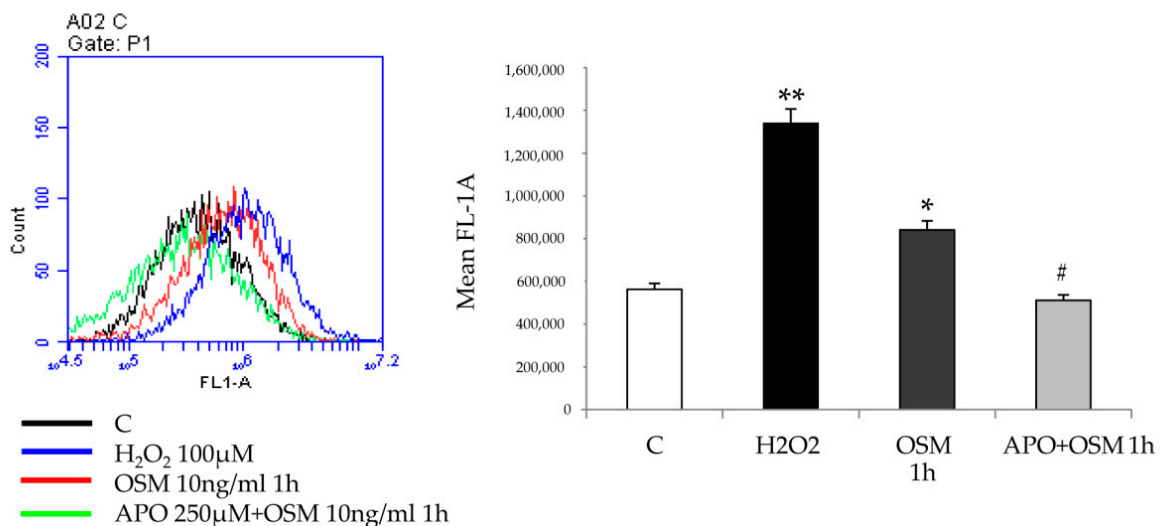 A02 C
Gate: P1
200
150
100
50
0
Count
10^4.5 10^5 10^6 10^7.2
FL1-A
C
H₂O₂ 100µM
OSM 10ng/ml 1h
APO 250µM+OSM 10ng/ml 1h
1,600,000
1,400,000
1,200,000
1,000,000
800,000
600,000
400,000
200,000
0
Mean FL-1A
**
*
#
C H2O2 OSM APO+OSM 1h
1h